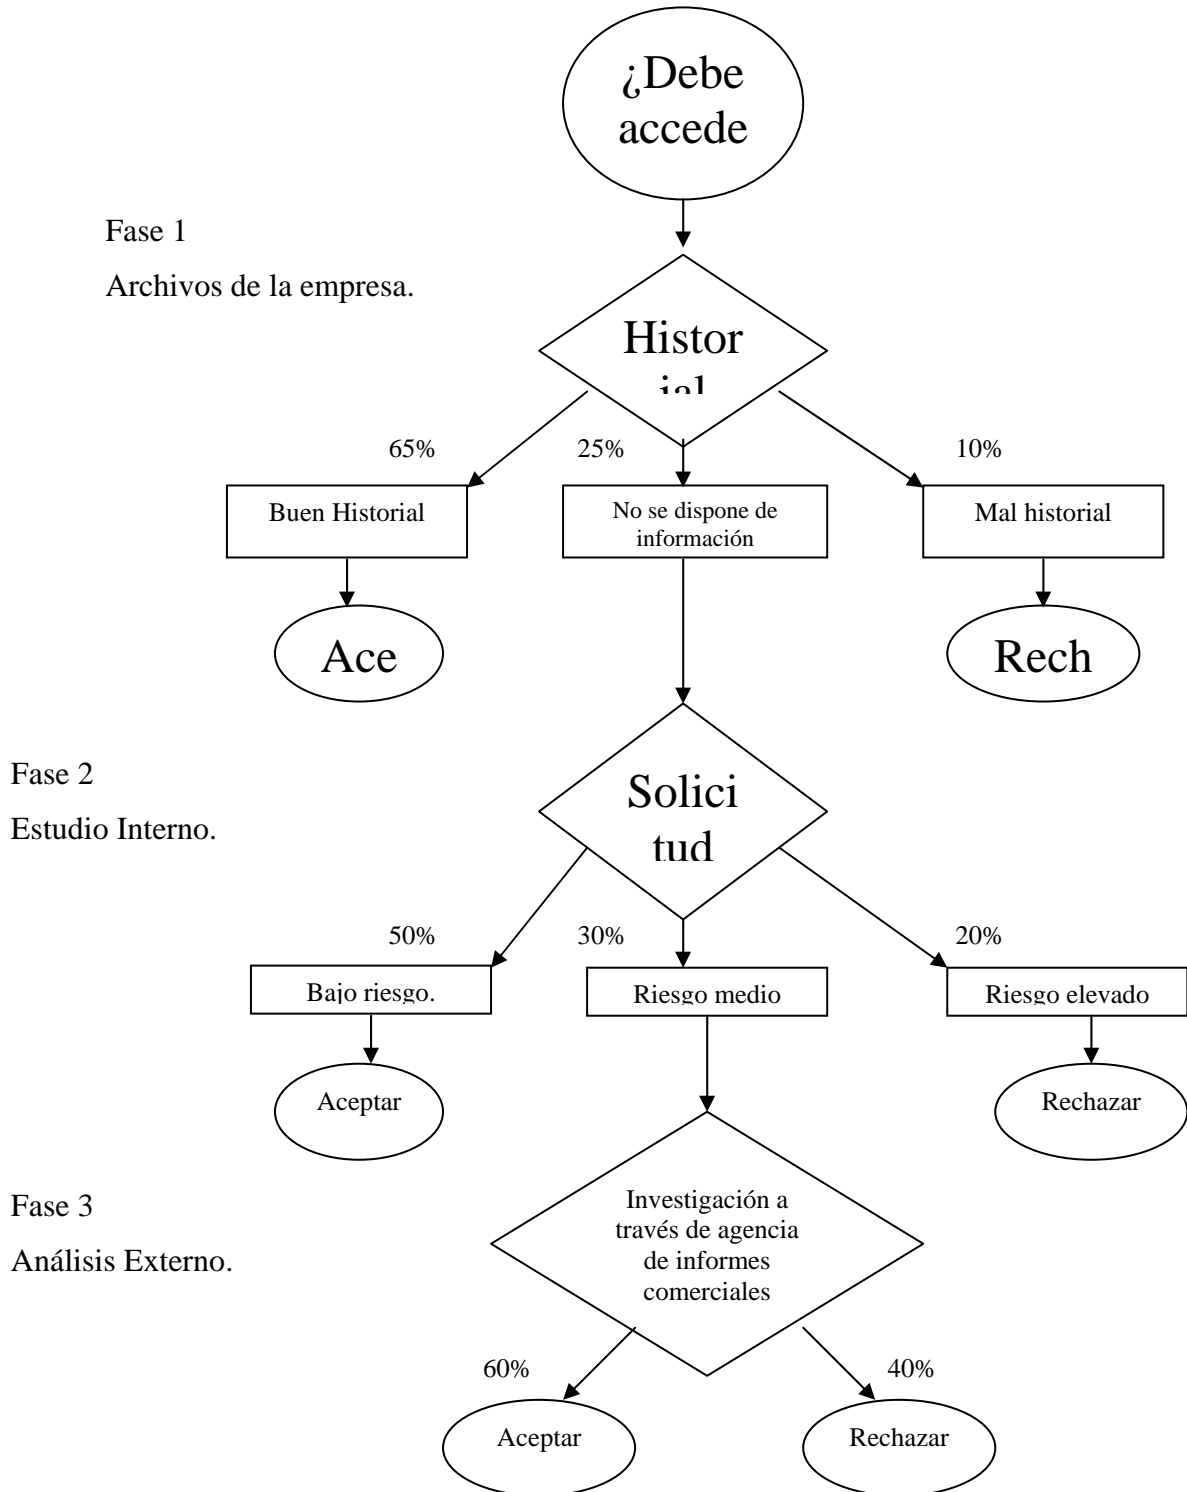 ¿Debe
accede
Fase 1
Archivos de la empresa.
Histor
ial
65%
25%
10%
Buen Historial
No se dispone de
información
Mal historial
Ace
Rech
Fase 2
Estudio Interno.
Solici
tud
50%
30%
20%
Bajo riesgo.
Riesgo medio
Riesgo elevado
Aceptar
Rechazar
Fase 3
Análisis Externo.
Investigación a
través de agencia
de informes
comerciales
60%
40%
Aceptar
Rechazar